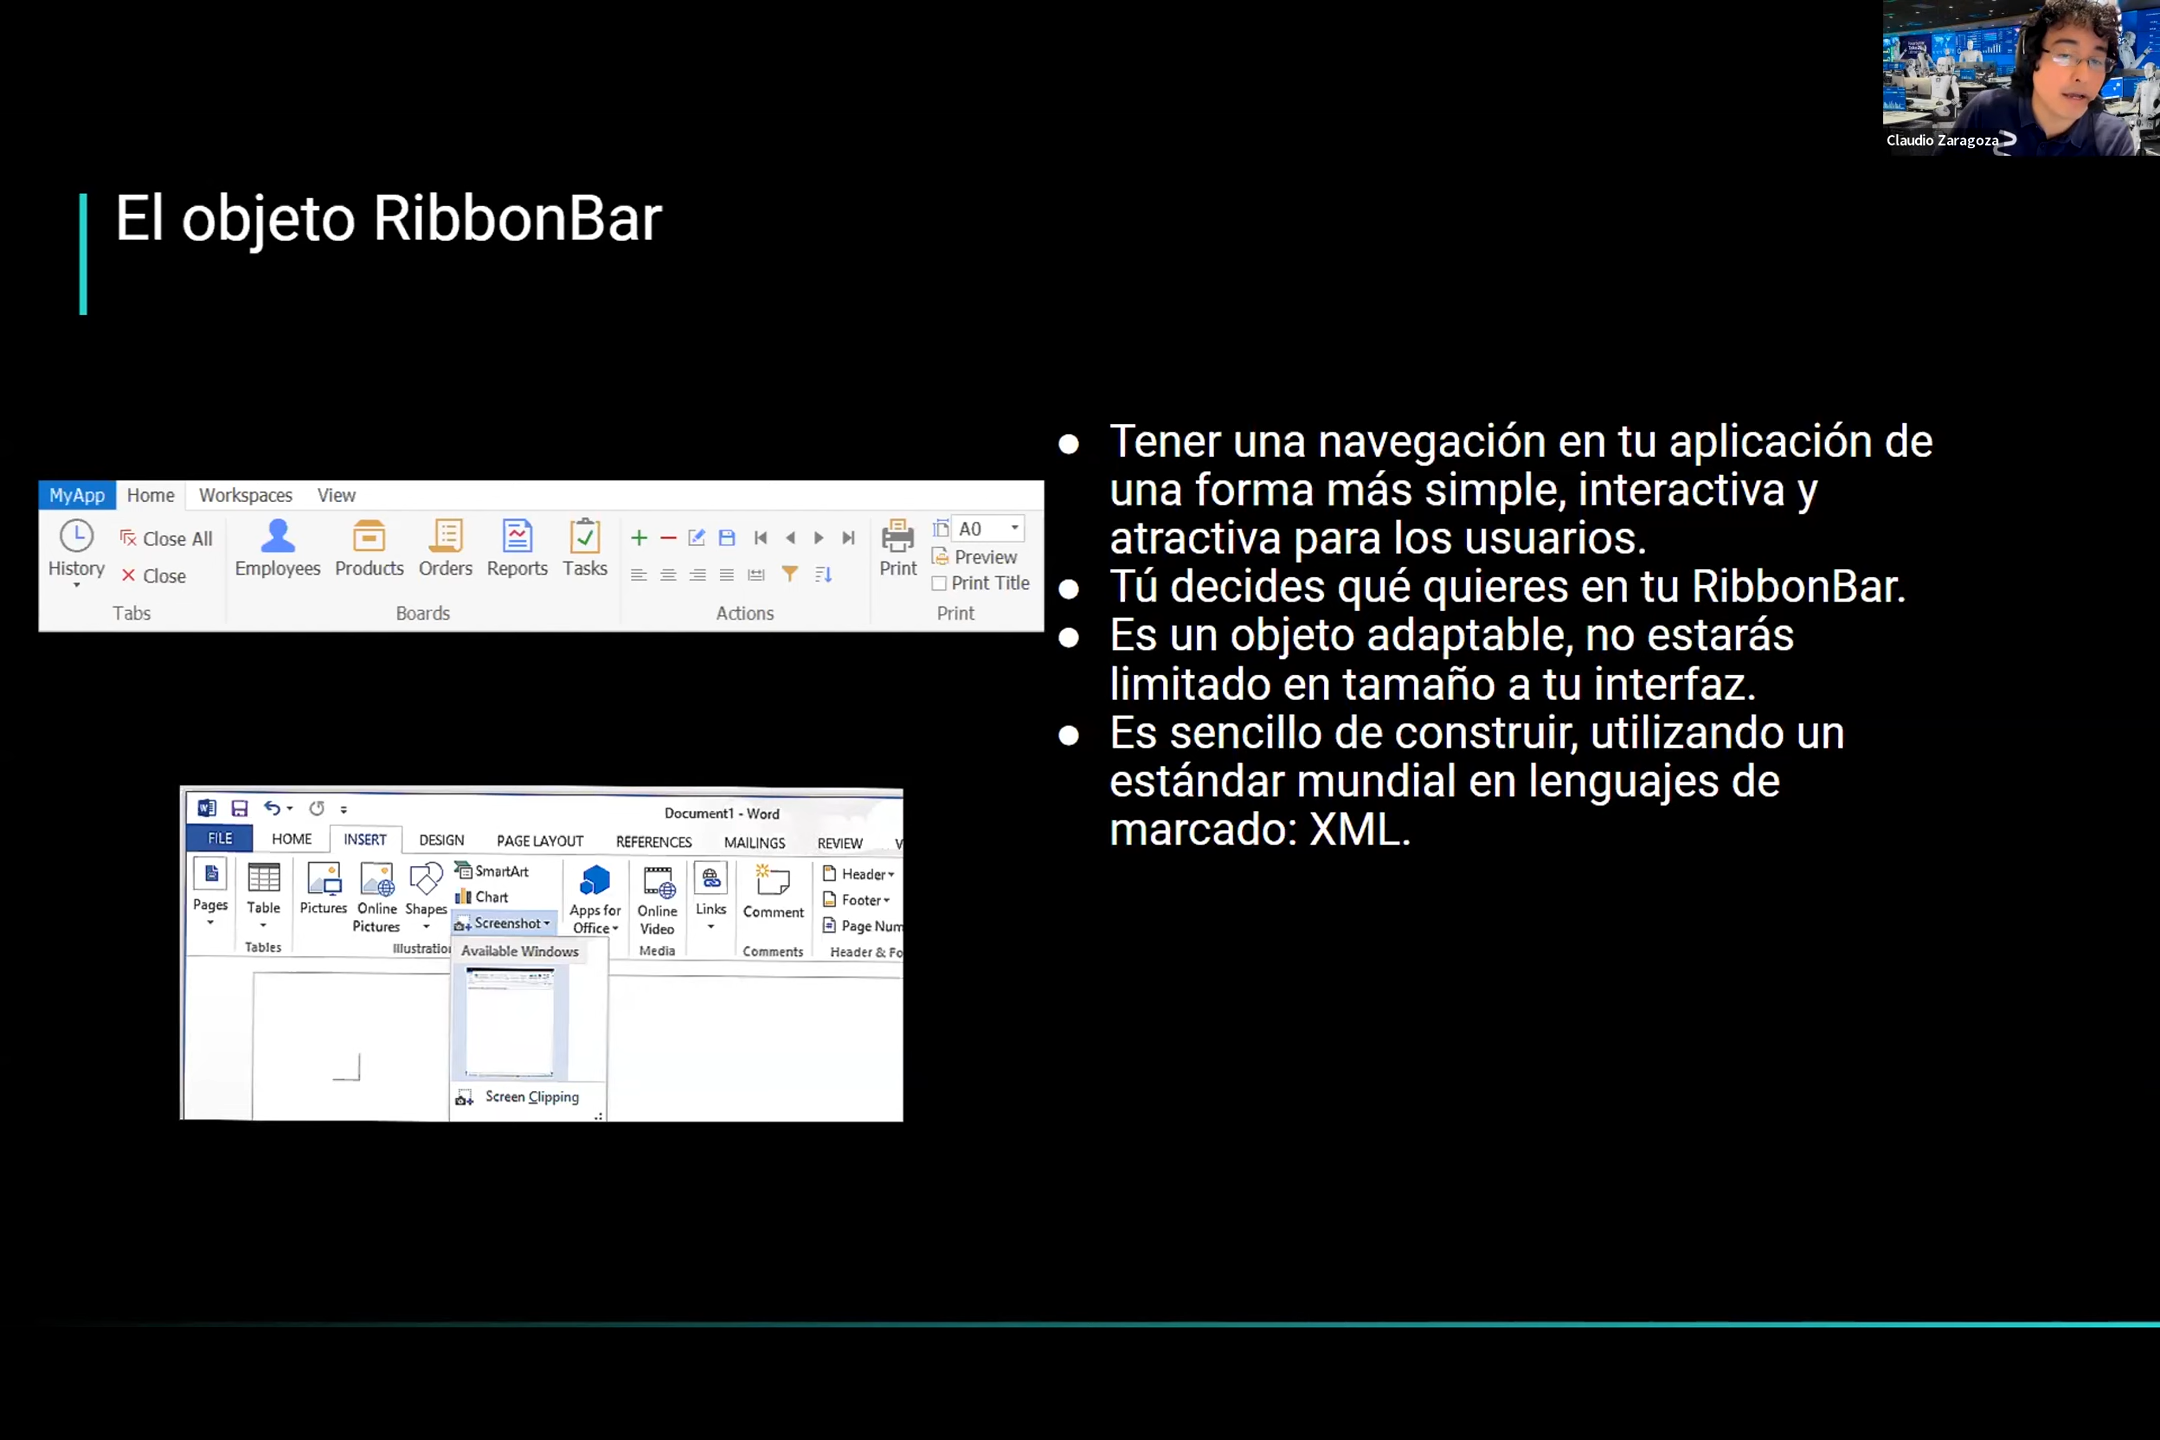 Claudio Zaragoza
El objeto RibbonBar
MyApp Home Workspaces View
History
Close All
Close
Tabs
Employees Products Orders Reports Tasks
Boards
Actions
Print
A0
Preview
Print Title
Print
Tener una navegación en tu aplicación de
una forma más simple, interactiva y
atractiva para los usuarios.
Tú decides qué quieres en tu RibbonBar.
Es un objeto adaptable, no estarás
limitado en tamaño a tu interfaz.
Es sencillo de construir, utilizando un
estándar mundial en lenguajes de
marcado: XML.
Document1 - Word
FILE HOME INSERT DESIGN PAGE LAYOUT REFERENCES MAILINGS REVIEW V
Pages
Table
Tables
Pictures
Online
Pictures
Shapes
SmartArt
Chart
Screenshot
Illustratio
Apps for
Office
Online
Video
Media
Links
Comment
Comments
Header
Footer
Page Num
Header & Fo
Available Windows
Screen Clipping